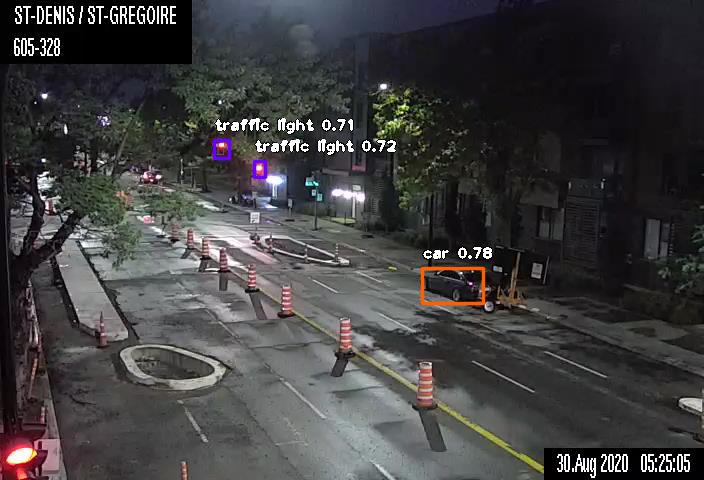 ST-DENIS / ST-GREGOIRE
605-328
traffic light 0.71
traffic light 0.72
car 0.78
30.Aug 2020 05:25:05